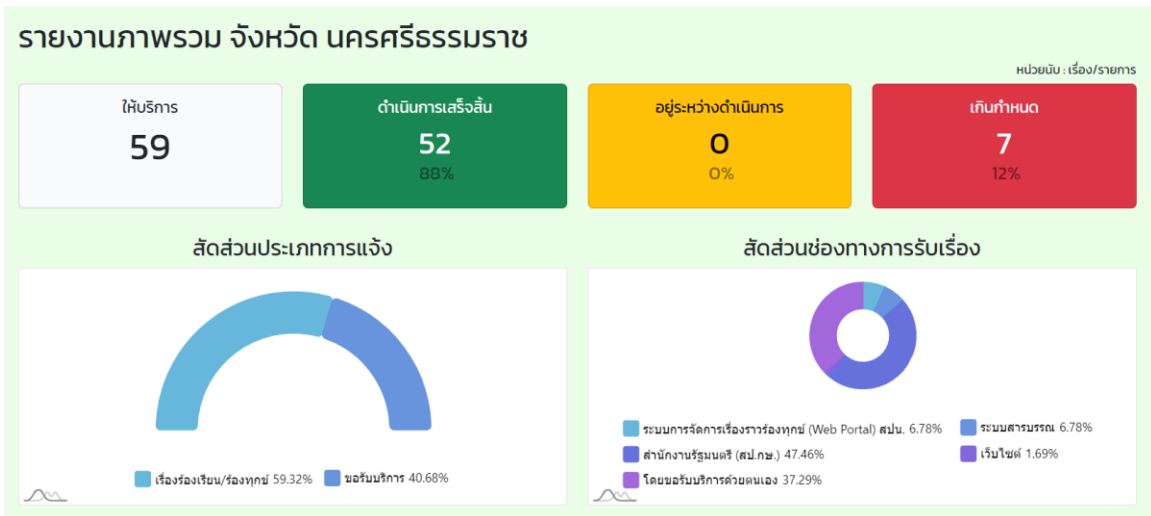 รายงานภาพรวม จังหวัด นครศรีธรรมราช
หน่วยนับ : เรื่อง/รายการ
ให้บริการ
59
ดำเนินการเสร็จสิ้น
52
88%
อยู่ระหว่างดำเนินการ
0
0%
เกินกำหนด
7
12%
สัดส่วนประเภทการแจ้ง
เรื่องร้องเรียน/ร้องทุกข์ 59.32%
ขอรับบริการ 40.68%
สัดส่วนช่องทางการรับเรื่อง
ระบบการจัดการเรื่องราวร้องทุกข์ (Web Portal) สปน. 6.78%
ระบบสารบรรณ 6.78%
สำนักงานรัฐมนตรี (สป.กษ.) 47.46%
เว็บไซต์ 1.69%
โดยขอรับบริการด้วยตนเอง 37.29%